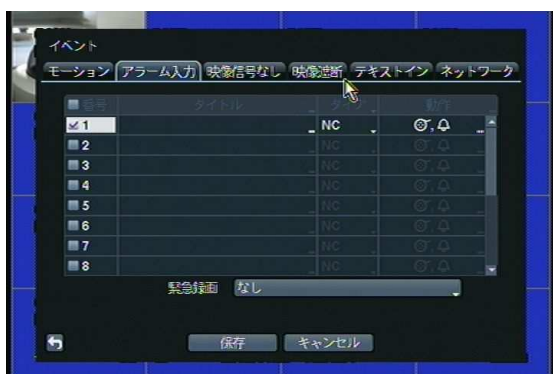 イベント
モーション アラーム入力 映像信号なし 映像遮断 テキストイン ネットワーク
番号 タイトル タイプ 動作
1 NC
2 NC
3 NC
4 NC
5 NC
6 NC
7 NC
8 NC
緊急録画 なし
保存 キャンセル